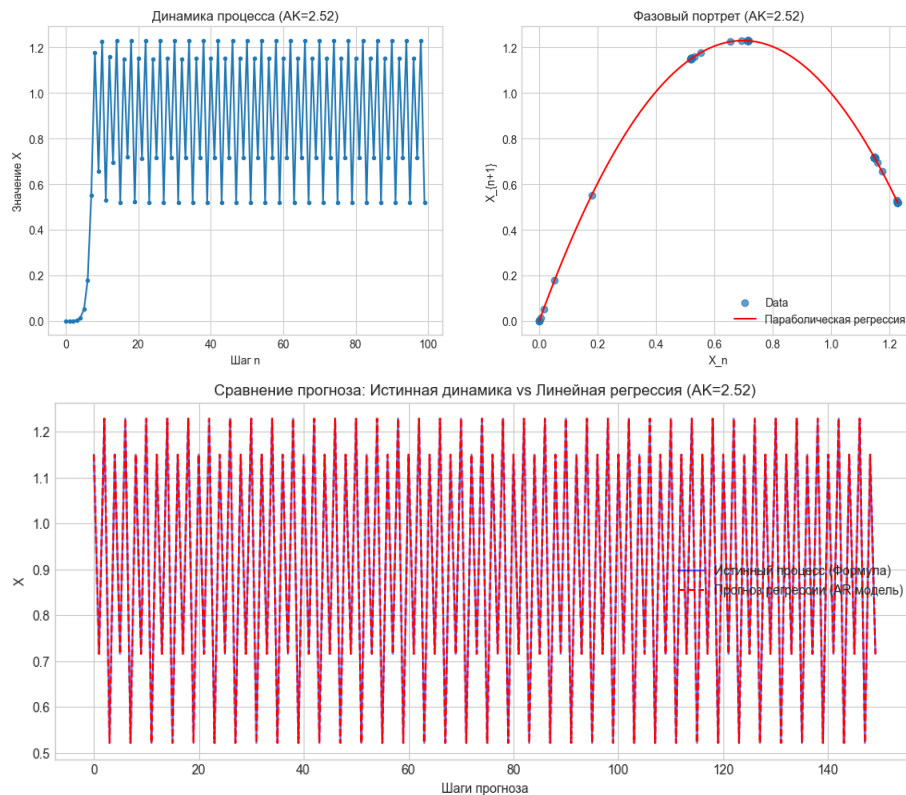 Динамика процесса (AK=2.52)
Значение X
1.2
1.0
0.8
0.6
0.4
0.2
0.0
0 20 40 60 80 100
Шаг n
Фазовый портрет (AK=2.52)
X_{n+1}
1.2
1.0
0.8
0.6
0.4
0.2
0.0
Data
Параболическая регрессия
0.0 0.2 0.4 0.6 0.8 1.0 1.2
X_n
Сравнение прогноза: Истинная динамика vs Линейная регрессия (AK=2.52)
X
1.2
1.1
1.0
0.9
0.8
0.7
0.6
0.5
Истинный процесс (Формула)
Прогноз регрессии (AR модель)
0 20 40 60 80 100 120 140
Шаги прогноза